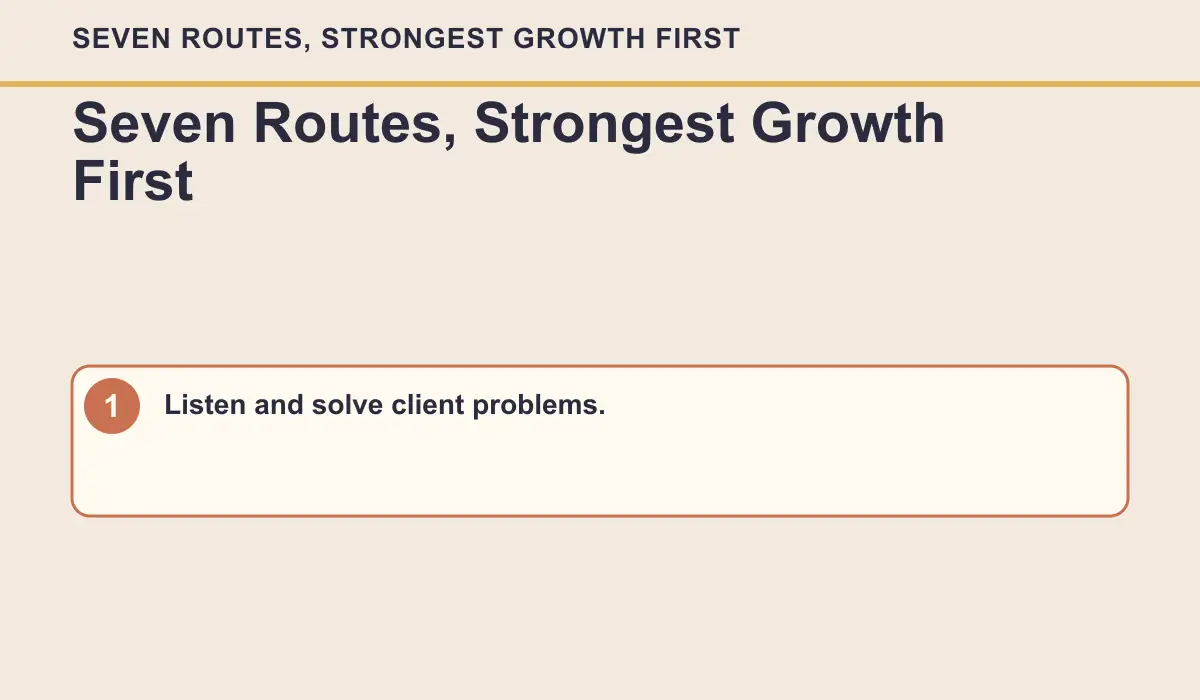 SEVEN ROUTES, STRONGEST GROWTH FIRST
Seven Routes, Strongest Growth
First
1 Listen and solve client problems.